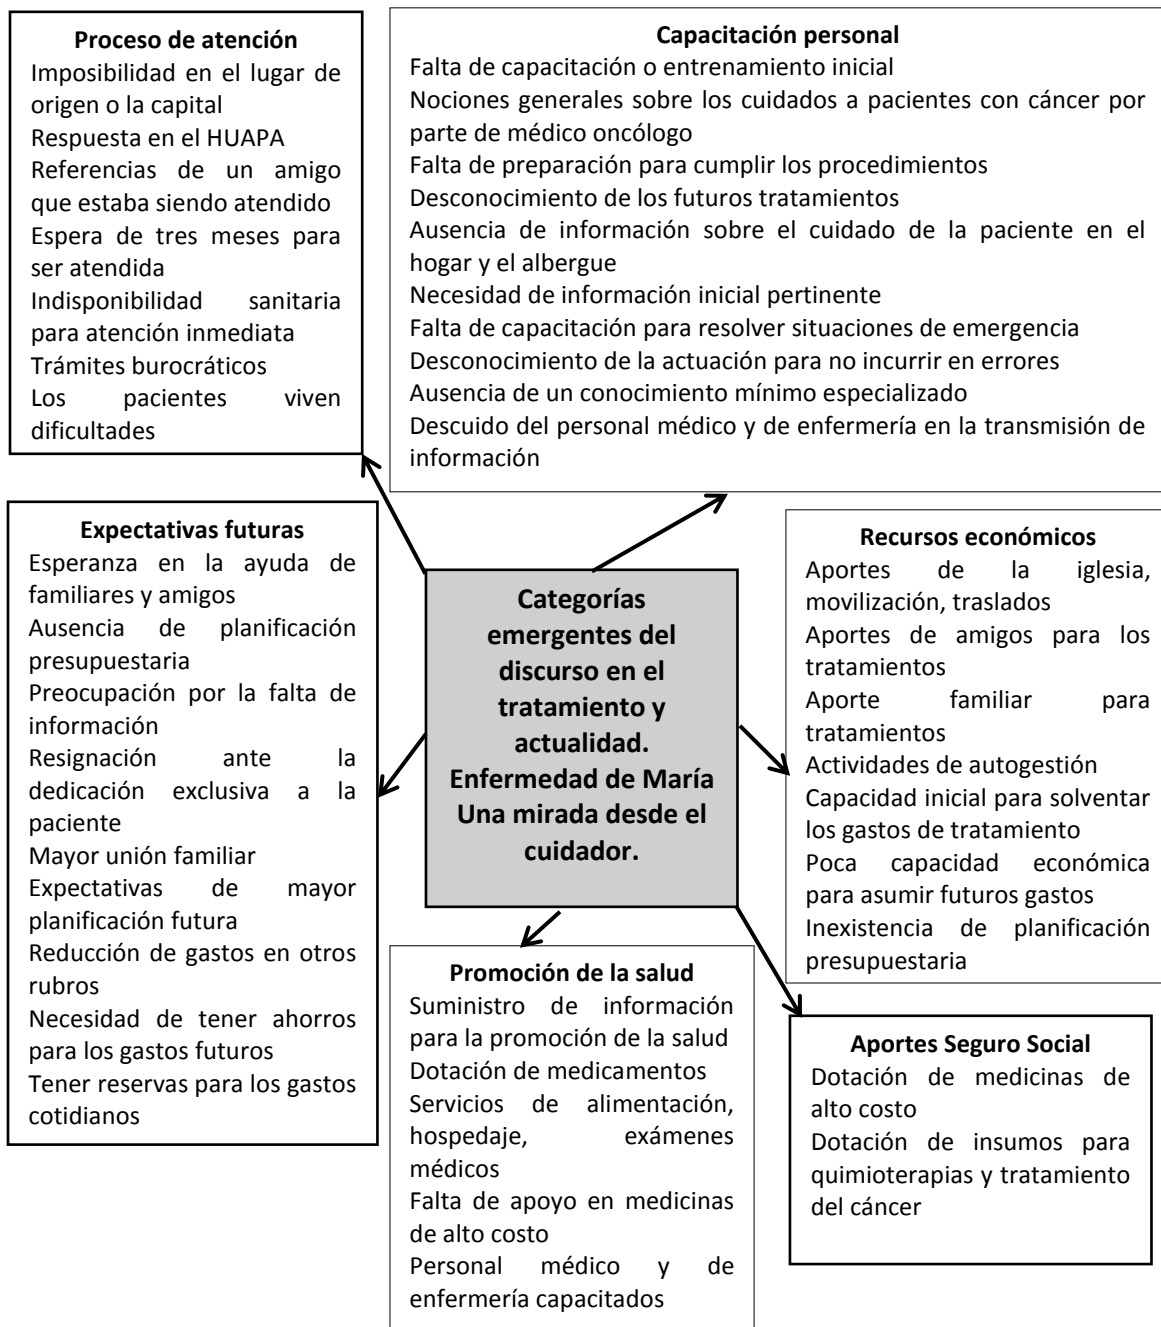 Proceso de atención
Imposibilidad en el lugar de
origen o la capital
Respuesta en el HUAPA
Referencias de un amigo
que estaba siendo atendido
Espera de tres meses para
ser atendida
Indisponibilidad sanitaria
para atención inmediata
Trámites burocráticos
Los pacientes viven
dificultades
Capacitación personal
Falta de capacitación o entrenamiento inicial
Nociones generales sobre los cuidados a pacientes con cáncer por
parte de médico oncólogo
Falta de preparación para cumplir los procedimientos
Desconocimiento de los futuros tratamientos
Ausencia de información sobre el cuidado de la paciente en el
hogar y el albergue
Necesidad de información inicial pertinente
Falta de capacitación para resolver situaciones de emergencia
Desconocimiento de la actuación para no incurrir en errores
Ausencia de un conocimiento mínimo especializado
Descuido del personal médico y de enfermería en la transmisión de
información
Expectativas futuras
Esperanza en la ayuda de
familiares y amigos
Ausencia de planificación
presupuestaria
Preocupación por la falta de
información
Resignación ante la
dedicación exclusiva a la
paciente
Mayor unión familiar
Expectativas de mayor
planificación futura
Reducción de gastos en otros
rubros
Necesidad de tener ahorros
para los gastos futuros
Tener reservas para los gastos
cotidianos
Categorías
emergentes del
discurso en el
tratamiento y
actualidad.
Enfermedad de María
Una mirada desde el
cuidador.
Recursos económicos
Aportes de la iglesia,
movilización, traslados
Aportes de amigos para los
tratamientos
Aporte familiar para
tratamientos
Actividades de autogestión
Capacidad inicial para solventar
los gastos de tratamiento
Poca capacidad económica
para asumir futuros gastos
Inexistencia de planificación
presupuestaria
Promoción de la salud
Suministro de información
para la promoción de la salud
Dotación de medicamentos
Servicios de alimentación,
hospedaje, exámenes
médicos
Falta de apoyo en medicinas
de alto costo
Personal médico y de
enfermería capacitados
Aportes Seguro Social
Dotación de medicinas de
alto costo
Dotación de insumos para
quimioterapias y tratamiento
del cáncer